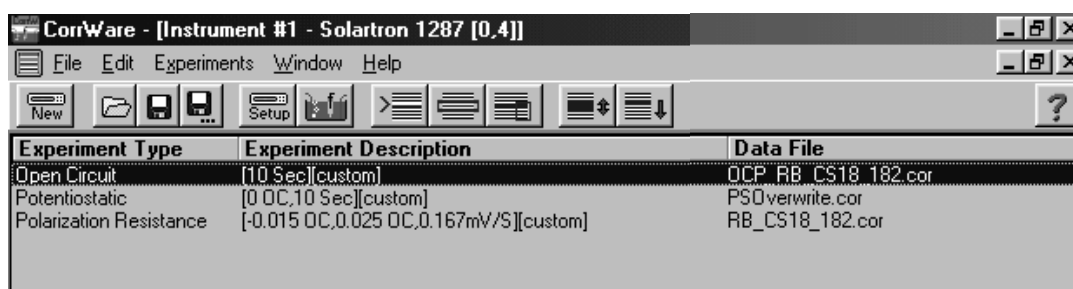 CorrWare - [Instrument #1 - Solartron 1287 [0,4]]
File Edit Experiments Window Help
New Setup
Experiment Type Experiment Description Data File
Open Circuit [10 Sec][custom] OCP_RB_CS18_182.cor
Potentiostatic [0 OC,10 Sec][custom] PSOverwrite.cor
Polarization Resistance [-0.015 OC,0.025 OC,0.167mV/S][custom] RB_CS18_182.cor